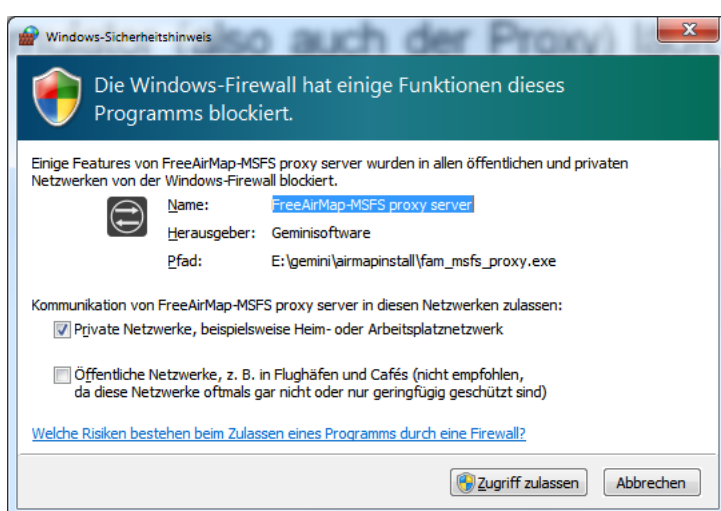 also auch der Proxy)
Windows-Sicherheitshinweis
Die Windows-Firewall hat einige Funktionen dieses
Programms blockiert.
Einige Features von FreeAirMap-MSFS proxy server wurden in allen öffentlichen und privaten
Netzwerken von der Windows-Firewall blockiert.
Name: FreeAirMap-MSFS proxy server
Herausgeber: Geminisoftware
Pfad: E:\gemini\airmapinstall\fam_msfs_proxy.exe
Kommunikation von FreeAirMap-MSFS proxy server in diesen Netzwerken zulassen:
Private Netzwerke, beispielsweise Heim- oder Arbeitsplatznetzwerk
Öffentliche Netzwerke, z. B. in Flughäfen und Cafés (nicht empfohlen,
da diese Netzwerke oftmals gar nicht oder nur geringfügig geschützt sind)
Welche Risiken bestehen beim Zulassen eines Programms durch eine Firewall?
Zugriff zulassen Abbrechen